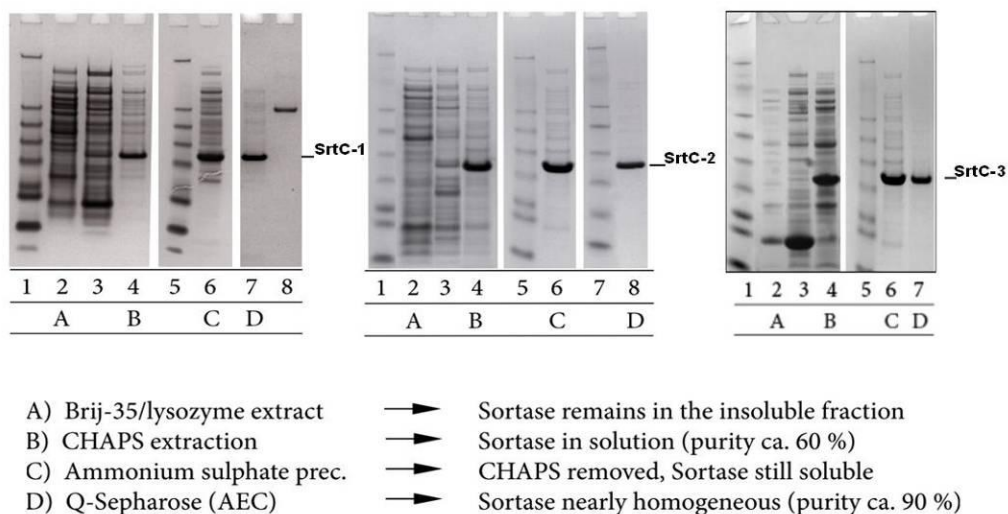 SrtC-1
SrtC-2
SrtC-3
1 2 3 4 5 6 7 8
A B C D
1 2 3 4 5 6 7 8
A B C D
1 2 3 4 5 6 7
A B C D
A) Brij-35/lysozyme extract → Sortase remains in the insoluble fraction
B) CHAPS extraction → Sortase in solution (purity ca. 60 %)
C) Ammonium sulphate prec. → CHAPS removed, Sortase still soluble
D) Q-Sepharose (AEC) → Sortase nearly homogeneous (purity ca. 90 %)